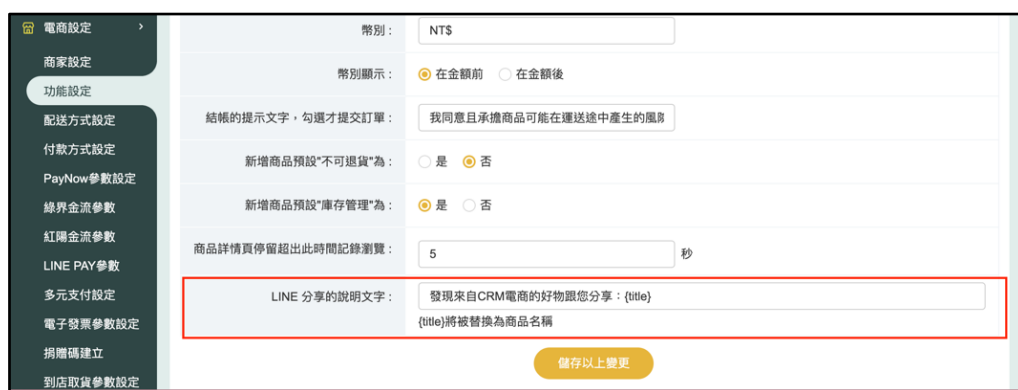 電商設定
商家設定
功能設定
配送方式設定
付款方式設定
PayNow參數設定
綠界金流參數
紅陽金流參數
LINE PAY參數
多元支付設定
電子發票參數設定
捐贈碼建立
到店取貨參數設定
幣別：
NT$
幣別顯示：
在金額前 在金額後
結帳的提示文字，勾選才提交訂單：
我同意且承擔商品可能在運送途中產生的風
新增商品預設"不可退貨"為：
是 否
新增商品預設"庫存管理"為：
是 否
商品詳情頁停留超出此時間記錄瀏覽：
5 秒
LINE 分享的說明文字：
發現來自CRM電商的好物跟您分享：{title}
{title}將被替換為商品名稱
儲存以上變更